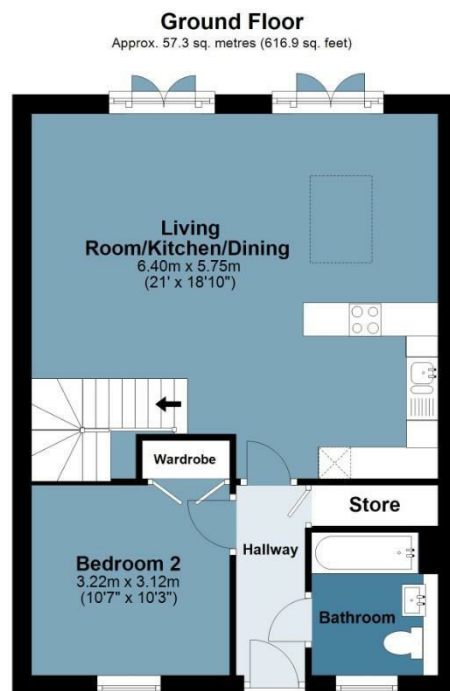 Ground Floor
Approx. 57.3 sq. metres (616.9 sq. feet)
Living
Room/Kitchen/Dining
6.40m x 5.75m
(21' x 18'10")
Wardrobe
Store
Bedroom 2
3.22m x 3.12m
(10'7" x 10'3")
Hallway
Bathroom